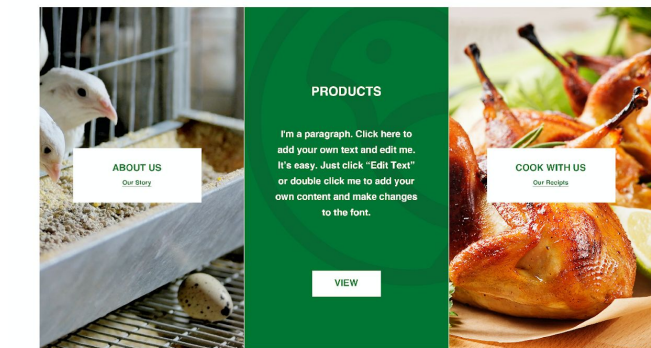 ABOUT US
Our Story
PRODUCTS
I'm a paragraph. Click here to
add your own text and edit me.
It's easy. Just click “Edit Text”
or double click me to add your
own content and make changes
to the font.
VIEW
COOK WITH US
Our Recipts